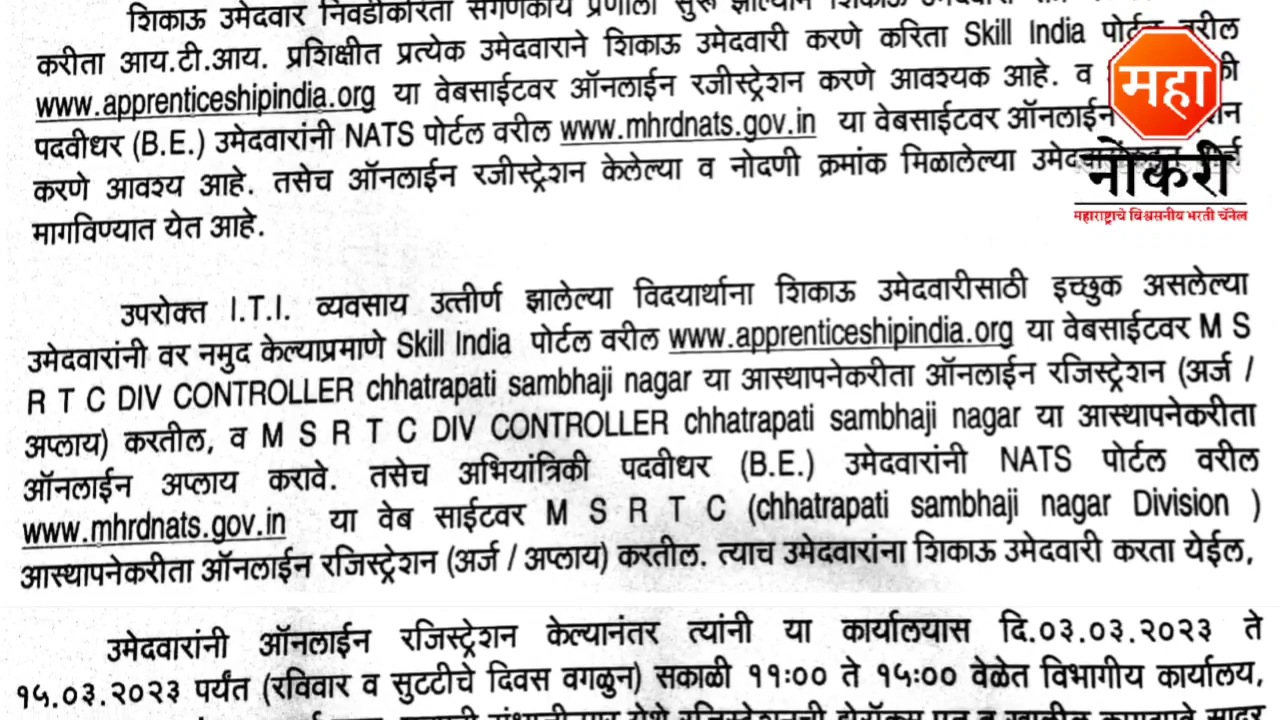 शिकाऊ उमेदवार निवडीकरिता संगणकीय प्रणाली सुरू झाल्याने शिकाऊ
करीता आय.टी.आय. प्रशिक्षीत प्रत्येक उमेदवाराने शिकाऊ उमेदवारी करणे करिता Skill India पोर्टल वरील
www.apprenticeshipindia.org या वेबसाईटवर ऑनलाईन रजीस्ट्रेशन करणे आवश्यक आहे. व
पदवीधर (B.E.) उमेदवारांनी NATS पोर्टल वरील www.mhrdnats.gov.in या वेबसाईटवर ऑनलाईन
करणे आवश्य आहे. तसेच ऑनलाईन रजीस्ट्रेशन केलेल्या व नोदणी क्रमांक मिळालेल्या
मागविण्यात येत आहे.
महा
नोकरी
महाराष्ट्राचे विश्वसनीय भरती चॅनेल
उपरोक्त I.T.I. व्यवसाय उत्तीर्ण झालेल्या विदयार्थाना शिकाऊ उमेदवारीसाठी इच्छुक असलेल्या
उमेदवारांनी वर नमुद केल्याप्रमाणे Skill India पोर्टल वरील www.apprenticeshipindia.org या वेबसाईटवर M S
R T C DIV CONTROLLER chhatrapati sambhaji nagar या आस्थापनेकरीता ऑनलाईन रजिस्ट्रेशन (अर्ज /
अप्लाय) करतील, व M S R T C DIV CONTROLLER chhatrapati sambhaji nagar या आस्थापनेकरीता
ऑनलाईन अप्लाय करावे. तसेच अभियांत्रिकी पदवीधर (B.E.) उमेदवारांनी NATS पोर्टल वरील
www.mhrdnats.gov.in या वेब साईटवर M S R T C (chhatrapati sambhaji nagar Division )
आस्थापनेकरीता ऑनलाईन रजिस्ट्रेशन (अर्ज / अप्लाय) करतील. त्याच उमेदवारांना शिकाऊ उमेदवारी करता येईल,
उमेदवारांनी ऑनलाईन रजिस्ट्रेशन केल्यानंतर त्यांनी या कार्यालयास दि.०३.०३.२०२३ ते
१५.०३.२०२३ पर्यंत (रविवार व सुटटीचे दिवस वगळुन) सकाळी ११:०० ते १५:०० वेळेत विभागीय कार्यालय,